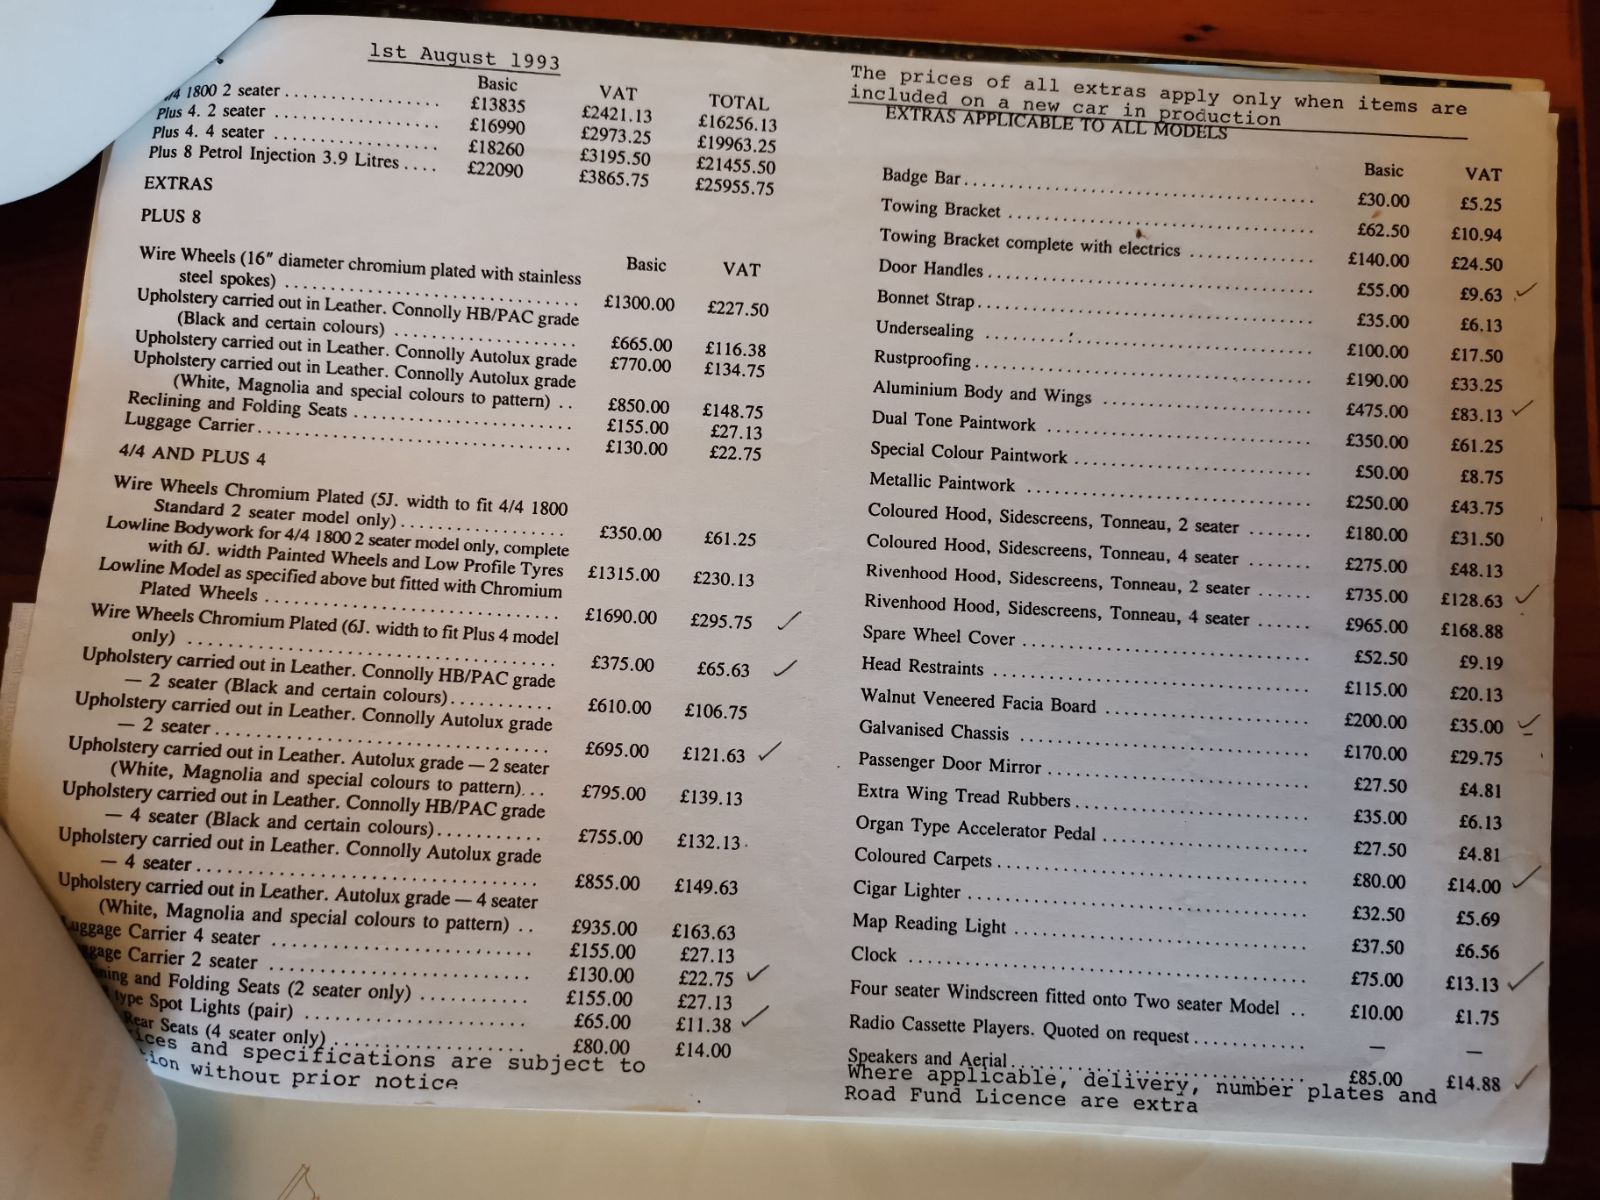 1st August 1993
Basic VAT TOTAL
4/4 1800 2 seater ................ £13835 £2421.13 £16256.13
Plus 4. 2 seater ................ £16990 £2973.25 £19963.25
Plus 4. 4 seater ................ £18260 £3195.50 £21455.50
Plus 8 Petrol Injection 3.9 Litres .... £22090 £3865.75 £25955.75
EXTRAS
PLUS 8
Basic VAT
Wire Wheels (16″ diameter chromium plated with stainless
steel spokes) ................ £1300.00 £227.50
Upholstery carried out in Leather. Connolly HB/PAC grade
(Black and certain colours) ................ £665.00 £116.38
Upholstery carried out in Leather. Connolly Autolux grade £770.00 £134.75
Upholstery carried out in Leather. Connolly Autolux grade
(White, Magnolia and special colours to pattern) .. £850.00 £148.75
Reclining and Folding Seats ................ £155.00 £27.13
Luggage Carrier ................ £130.00 £22.75
4/4 AND PLUS 4
Wire Wheels Chromium Plated (5J. width to fit 4/4 1800
Standard 2 seater model only) ................ £350.00 £61.25
Lowline Bodywork for 4/4 1800 2 seater model only, complete
with 6J. width Painted Wheels and Low Profile Tyres £1315.00 £230.13
Lowline Model as specified above but fitted with Chromium
Plated Wheels ................ £1690.00 £295.75 ✓
Wire Wheels Chromium Plated (6J. width to fit Plus 4 model
only) ................ £375.00 £65.63 ✓
Upholstery carried out in Leather. Connolly HB/PAC grade
— 2 seater (Black and certain colours) ........... £610.00 £106.75
Upholstery carried out in Leather. Connolly Autolux grade
— 2 seater ................ £695.00 £121.63 ✓
Upholstery carried out in Leather. Autolux grade — 2 seater
(White, Magnolia and special colours to pattern)... £795.00 £139.13
Upholstery carried out in Leather. Connolly HB/PAC grade
— 4 seater (Black and certain colours) ........... £755.00 £132.13
Upholstery carried out in Leather. Connolly Autolux grade
— 4 seater ................ £855.00 £149.63
Upholstery carried out in Leather. Autolux grade — 4 seater
(White, Magnolia and special colours to pattern) .. £935.00 £163.63
uggage Carrier 4 seater ................ £155.00 £27.13
gage Carrier 2 seater ................ £130.00 £22.75 ✓
ning and Folding Seats (2 seater only) ........... £155.00 £27.13
type Spot Lights (pair) ................ £65.00 £11.38 ✓
Rear Seats (4 seater only) ................ £80.00 £14.00
ices and specifications are subject to
tion without prior notice
The prices of all extras apply only when items are
included on a new car in production
EXTRAS APPLICABLE TO ALL MODELS
Basic VAT
Badge Bar ................ £30.00 £5.25
Towing Bracket ................ £62.50 £10.94
Towing Bracket complete with electrics ................ £140.00 £24.50
Door Handles ................ £55.00 £9.63 ✓
Bonnet Strap ................ £35.00 £6.13
Undersealing ................ £100.00 £17.50
Rustproofing ................ £190.00 £33.25
Aluminium Body and Wings ................ £475.00 £83.13 ✓
Dual Tone Paintwork ................ £350.00 £61.25
Special Colour Paintwork ................ £50.00 £8.75
Metallic Paintwork ................ £250.00 £43.75
Coloured Hood, Sidescreens, Tonneau, 2 seater ....... £180.00 £31.50
Coloured Hood, Sidescreens, Tonneau, 4 seater ....... £275.00 £48.13
Rivenhood Hood, Sidescreens, Tonneau, 2 seater ...... £735.00 £128.63 ✓
Rivenhood Hood, Sidescreens, Tonneau, 4 seater ...... £965.00 £168.88
Spare Wheel Cover ................ £52.50 £9.19
Head Restraints ................ £115.00 £20.13
Walnut Veneered Facia Board ................ £200.00 £35.00 ✓
Galvanised Chassis ................ £170.00 £29.75
Passenger Door Mirror ................ £27.50 £4.81
Extra Wing Tread Rubbers ................ £35.00 £6.13
Organ Type Accelerator Pedal ................ £27.50 £4.81
Coloured Carpets ................ £80.00 £14.00 ✓
Cigar Lighter ................ £32.50 £5.69
Map Reading Light ................ £37.50 £6.56
Clock ................ £75.00 £13.13 ✓
Four seater Windscreen fitted onto Two seater Model .. £10.00 £1.75
Radio Cassette Players. Quoted on request ........... — —
Speakers and Aerial ................ £85.00 £14.88 ✓
Where applicable, delivery, number plates and
Road Fund Licence are extra